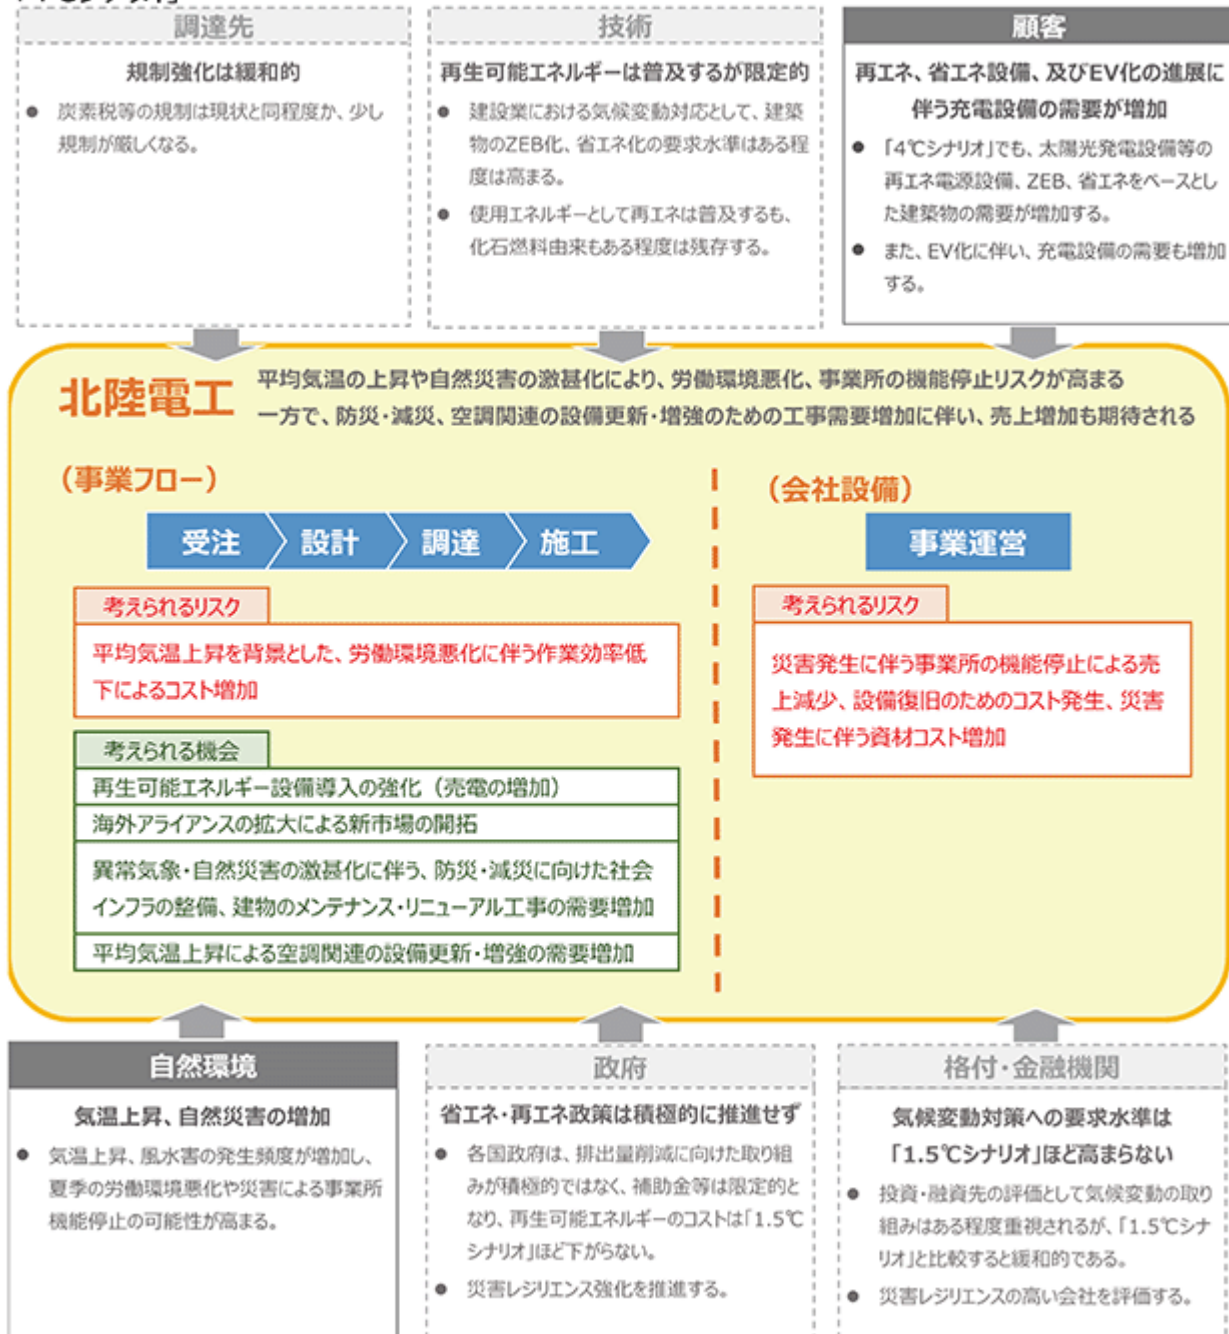 調達先
規制強化は緩和的
● 炭素税等の規制は現状と同程度か、少し
規制が厳しくなる。
技術
再生可能エネルギーは普及するが限定的
● 建設業における気候変動対応として、建築
物のZEB化、省エネ化の要求水準はある程
度は高まる。
● 使用エネルギーとして再エネは普及するも、
化石燃料由来もある程度は残存する。
顧客
再エネ、省エネ設備、及びEV化の進展に
伴う充電設備の需要が増加
● 「4℃シナリオ」でも、太陽光発電設備等の
再エネ電源設備、ZEB、省エネをベースとし
た建築物の需要が増加する。
● また、EV化に伴い、充電設備の需要も増加
する。
北陸電工
平均気温の上昇や自然災害の激甚化により、労働環境悪化、事業所の機能停止リスクが高まる
一方で、防災・減災、空調関連の設備更新・増強のための工事需要増加に伴い、売上増加も期待される
（事業フロー）
受注 設計 調達 施工
考えられるリスク
平均気温上昇を背景とした、労働環境悪化に伴う作業効率低
下によるコスト増加
考えられる機会
再生可能エネルギー設備導入の強化（売電の増加）
海外アライアンスの拡大による新市場の開拓
異常気象・自然災害の激甚化に伴う、防災・減災に向けた社会
インフラの整備、建物のメンテナンス・リニューアル工事の需要増加
平均気温上昇による空調関連の設備更新・増強の需要増加
（会社設備）
事業運営
考えられるリスク
災害発生に伴う事業所の機能停止による売
上減少、設備復旧のためのコスト発生、災害
発生に伴う資材コスト増加
自然環境
気温上昇、自然災害の増加
● 気温上昇、風水害の発生頻度が増加し、
夏季の労働環境悪化や災害による事業所
機能停止の可能性が高まる。
政府
省エネ・再エネ政策は積極的に推進せず
● 各国政府は、排出量削減に向けた取り組
みが積極的ではなく、補助金等は限定的と
なり、再生可能エネルギーのコストは「1.5℃
シナリオ」ほど下がらない。
● 災害レジリエンス強化を推進する。
格付・金融機関
気候変動対策への要求水準は
「1.5℃シナリオ」ほど高まらない
● 投資・融資先の評価として気候変動の取り
組みはある程度重視されるが、「1.5℃シナ
リオ」と比較すると緩和的である。
● 災害レジリエンスの高い会社を評価する。